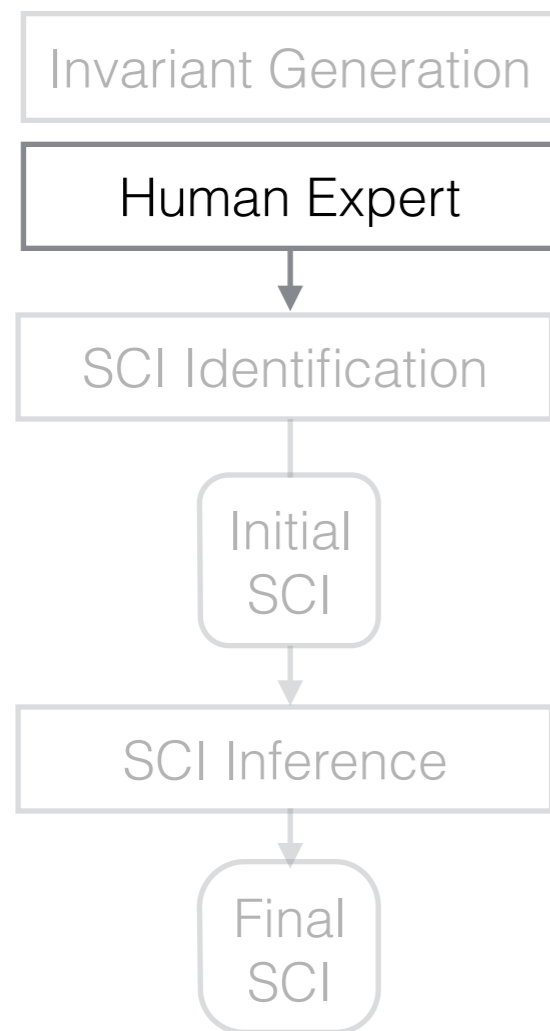 Invariant Generation
Human Expert
SCI Identification
Initial
SCI
SCI Inference
Final
SCI